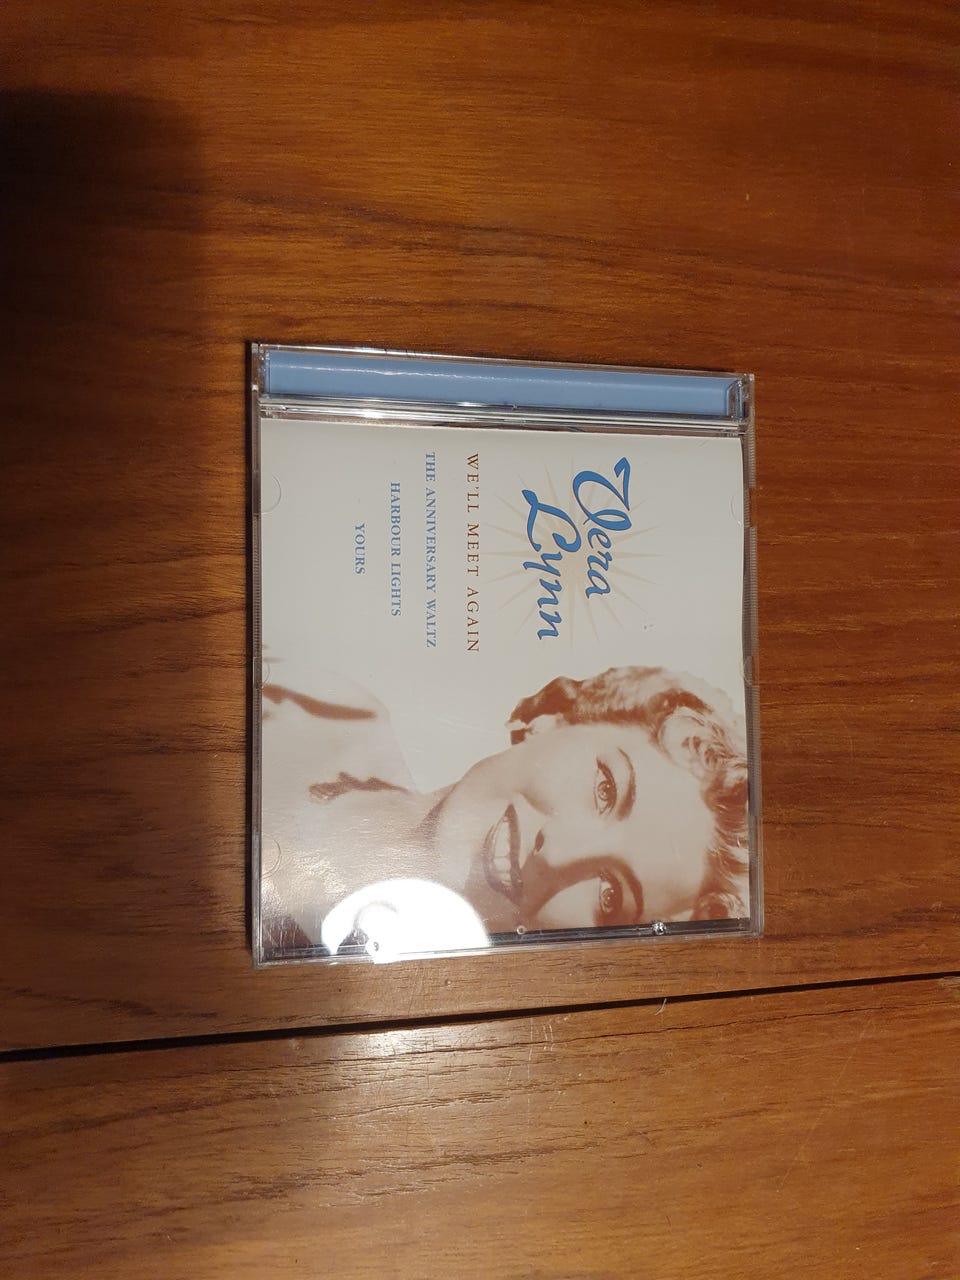 Vera
Lynn
WE'LL MEET AGAIN
THE ANNIVERSARY WALTZ
HARBOUR LIGHTS
YOURS